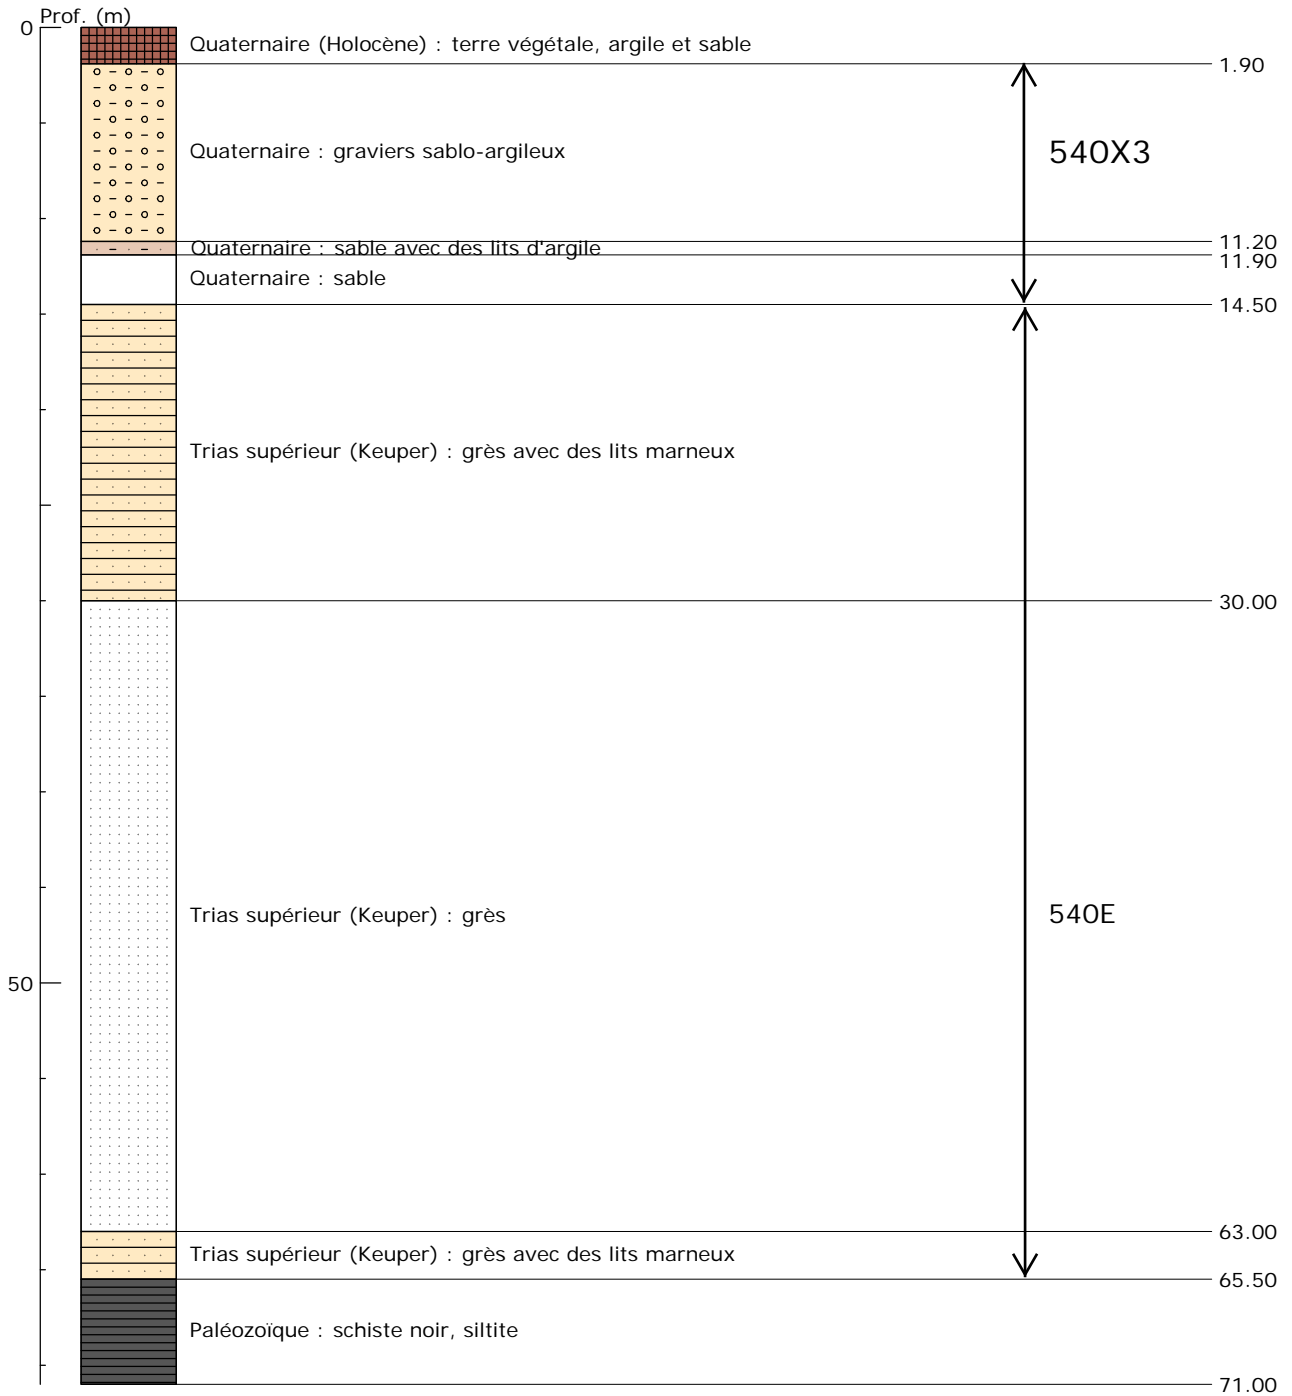 Prof. (m)
0
Quaternaire (Holocène) : terre végétale, argile et sable
1.90
Quaternaire : graviers sablo-argileux
540X3
11.20
Quaternaire : sable avec des lits d'argile
11.90
Quaternaire : sable
14.50
Trias supérieur (Keuper) : grès avec des lits marneux
30.00
Trias supérieur (Keuper) : grès
540E
50
63.00
Trias supérieur (Keuper) : grès avec des lits marneux
65.50
Paléozoïque : schiste noir, siltite
71.00